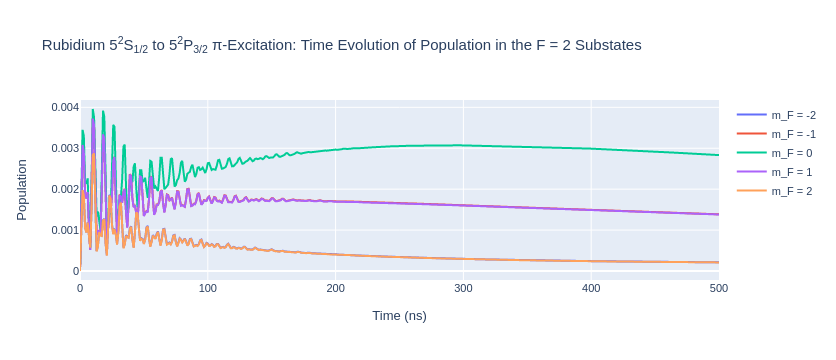 Rubidium 5²S₁/₂ to 5²P₃/₂ π-Excitation: Time Evolution of Population in the F = 2 Substates
Population
0.004
0.003
0.002
0.001
0
0 100 200 300 400 500
Time (ns)
m_F = -2
m_F = -1
m_F = 0
m_F = 1
m_F = 2